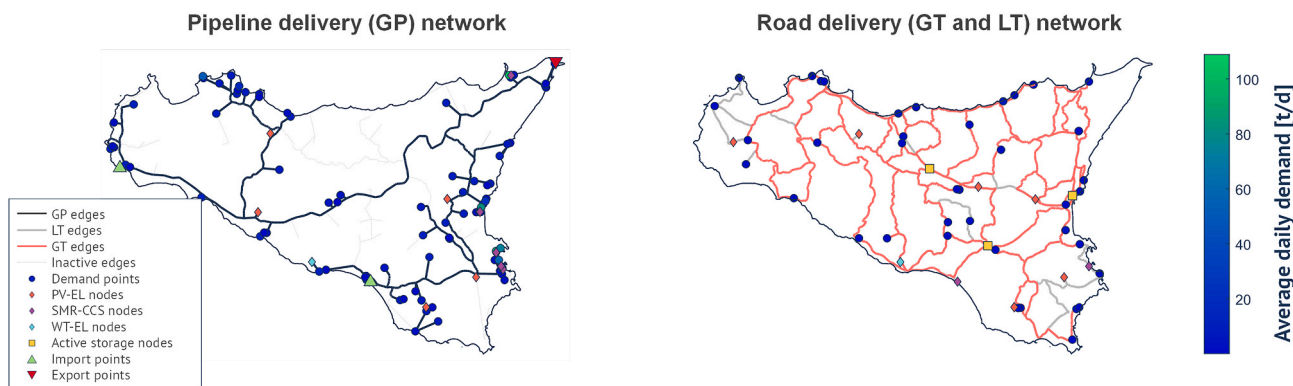 Pipeline delivery (GP) network
Road delivery (GT and LT) network
GP edges
LT edges
GT edges
Inactive edges
Demand points
PV-EL nodes
SMR-CCS nodes
WT-EL nodes
Active storage nodes
Import points
Export points
100
80
60
40
20
Average daily demand [t/d]